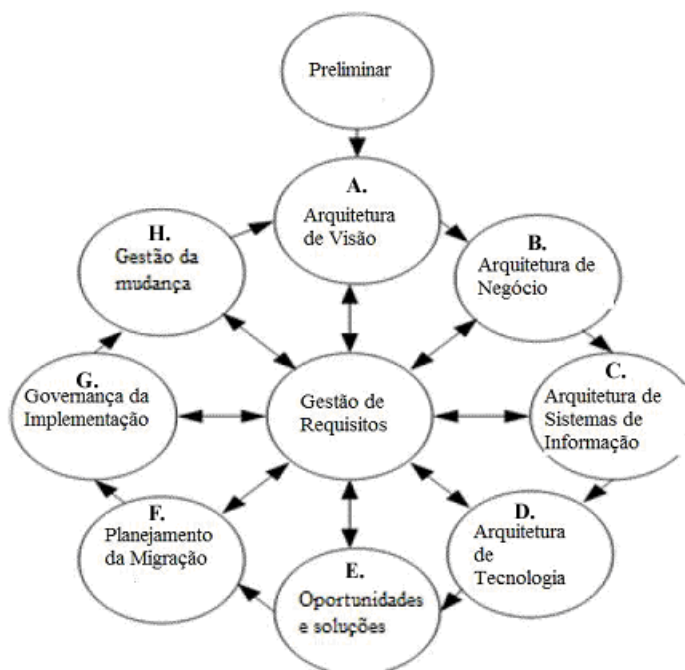 Preliminar
A.
Arquitetura
de Visão
B.
Arquitetura de
Negócio
C.
Arquitetura de
Sistemas de
Informação
D.
Arquitetura
de
Tecnologia
E.
Oportunidades
e soluções
F.
Planejamento
da Migração
G.
Governança da
Implementação
H.
Gestão da
mudança
Gestão de
Requisitos